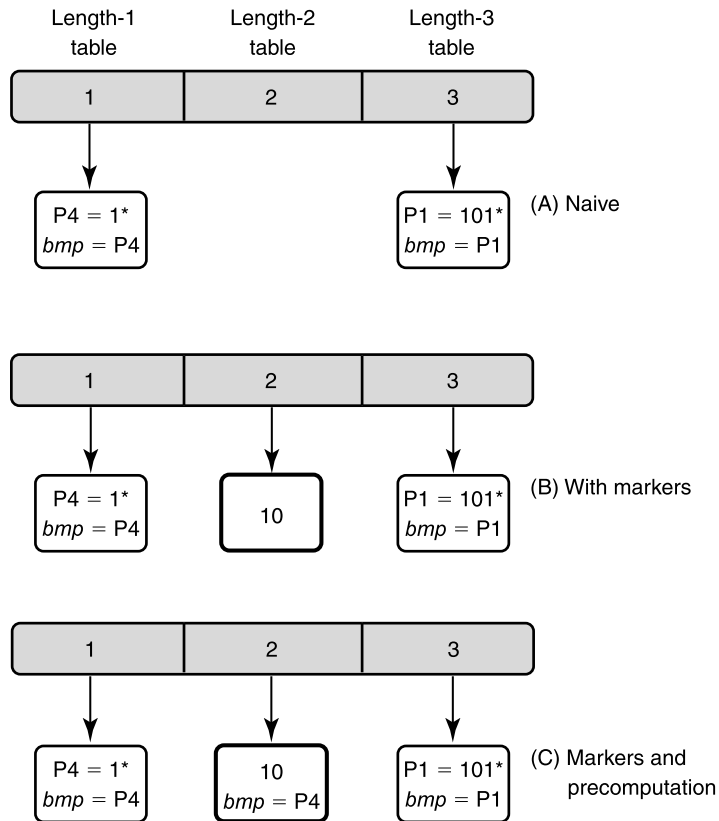 Length-1 Length-2 Length-3
table table table
1 2 3
P4 = 1* P1 = 101* (A) Naive
bmp = P4 bmp = P1
1 2 3
P4 = 1* P1 = 101* (B) With markers
10
bmp = P4 bmp = P1
1 2 3
P4 = 1* 10 P1 = 101* (C) Markers and
bmp = P4 bmp = P4 bmp = P1 precomputation